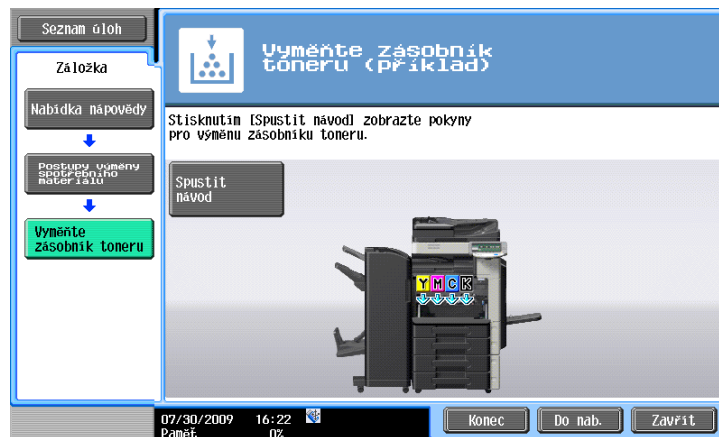 Seznam úloh
Záložka
Nabídka nápovědy
Postupy výměny
spotřebního
materiálu
Vyměňte
zásobník toneru
Vyměňte zásobník
toneru (příklad)
Stisknutím [Spustit návod] zobrazte pokyny
pro výměnu zásobníku toneru.
Spustit
návod
Y M C K
07/30/2009 16:22
Paměť 0%
Konec
Do nab.
Zavřít